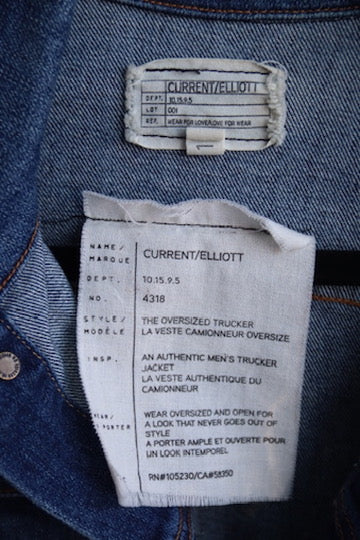 CURRENT/ELLIOTT
DEPT. 10.15.9.5
LOT 001
REF. WEAR FOR LOVE/LOVE FOR WEAR
1
NAME/ MARQUE CURRENT/ELLIOTT
DEPT. 10.15.9.5
NO. 4318
STYLE/ THE OVERSIZED TRUCKER
MODÈLE LA VESTE CAMIONNEUR OVERSIZE
INSP. AN AUTHENTIC MEN'S TRUCKER
JACKET
LA VESTE AUTHENTIQUE DU
CAMIONNEUR
WEAR/ WEAR OVERSIZED AND OPEN FOR
PORTER A LOOK THAT NEVER GOES OUT OF
STYLE
A PORTER AMPLE ET OUVERTE POUR
UN LOOK INTEMPOREL
RN#105230/CA#58350